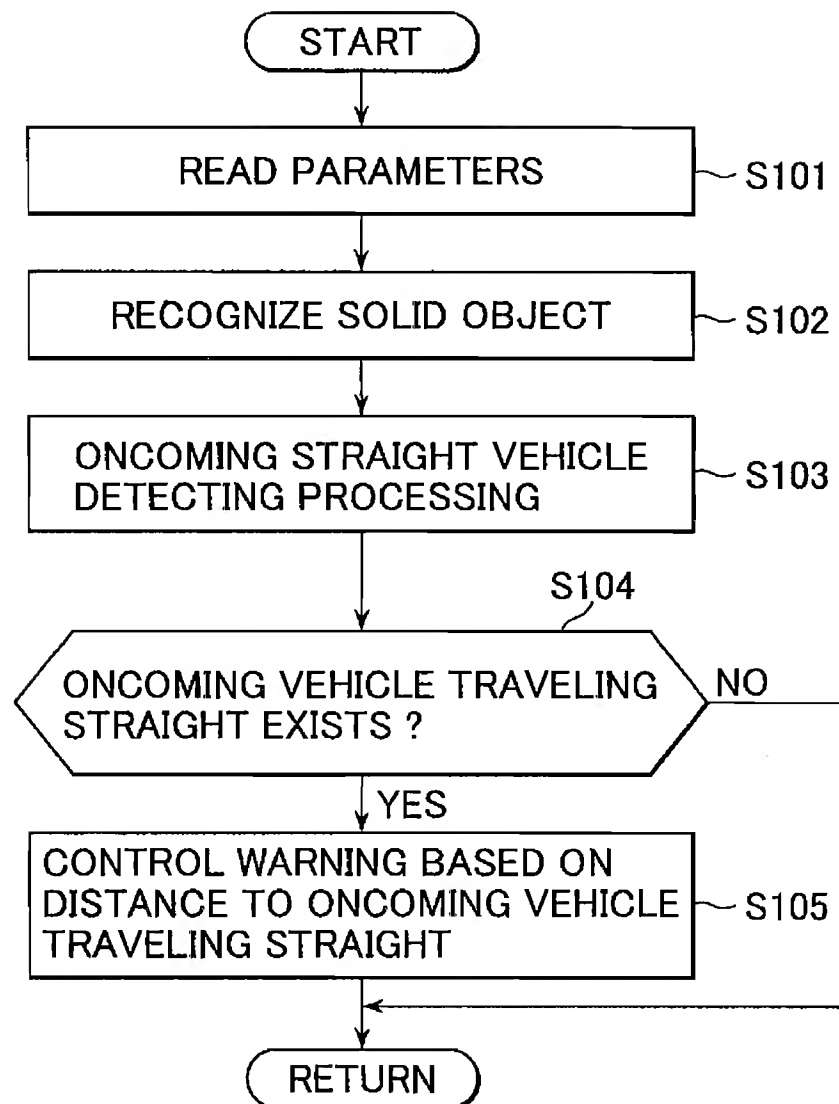 START
READ PARAMETERS
S101
RECOGNIZE SOLID OBJECT
S102
ONCOMING STRAIGHT VEHICLE
DETECTING PROCESSING
S103
S104
ONCOMING VEHICLE TRAVELING
STRAIGHT EXISTS ?
NO
YES
CONTROL WARNING BASED ON
DISTANCE TO ONCOMING VEHICLE
TRAVELING STRAIGHT
S105
RETURN